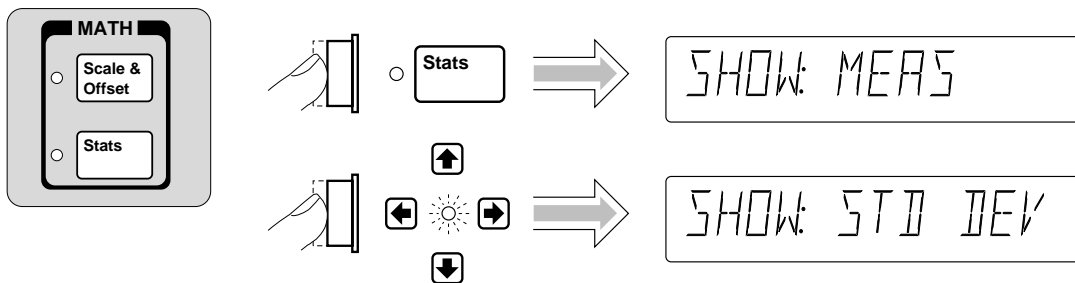 MATH
Scale &
Offset
Stats
Stats
SHOW: MEAS
SHOW: STD DEV